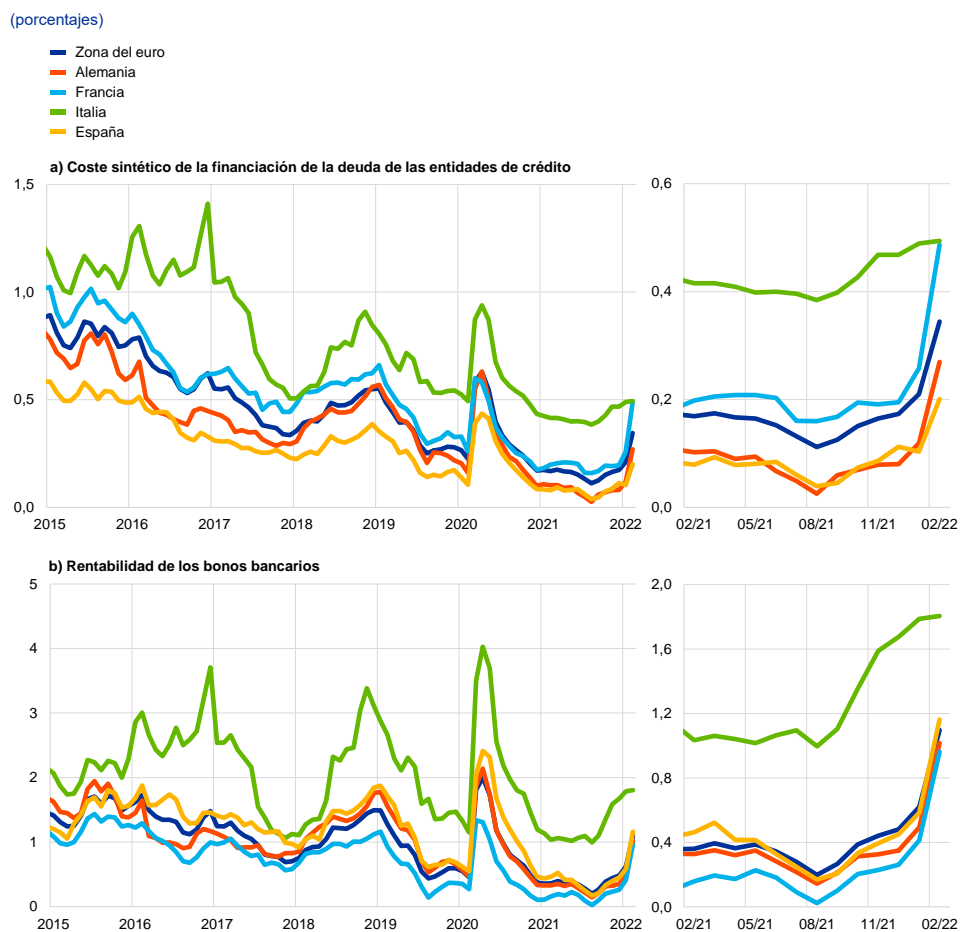 (porcentajes)
Zona del euro
Alemania
Francia
Italia
España
a) Coste sintético de la financiación de la deuda de las entidades de crédito
1,5
1,0
0,5
0,0
2015 2016 2017 2018 2019 2020 2021 2022
0,6
0,4
0,2
0,0
02/21 05/21 08/21 11/21 02/22
b) Rentabilidad de los bonos bancarios
5
4
3
2
1
0
2015 2016 2017 2018 2019 2020 2021 2022
2,0
1,6
1,2
0,8
0,4
0,0
02/21 05/21 08/21 11/21 02/22